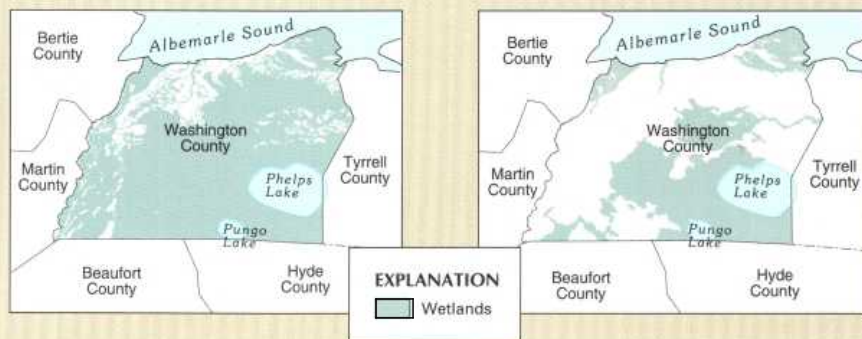 Bertie
County
Albemarle Sound
Washington
County
Martin
County
Tyrrell
County
Phelps
Lake
Pungo
Lake
Beaufort
County
Hyde
County
Bertie
County
Albemarle Sound
Washington
County
Martin
County
Tyrrell
County
Phelps
Lake
Pungo
Lake
Beaufort
County
Hyde
County
EXPLANATION
Wetlands